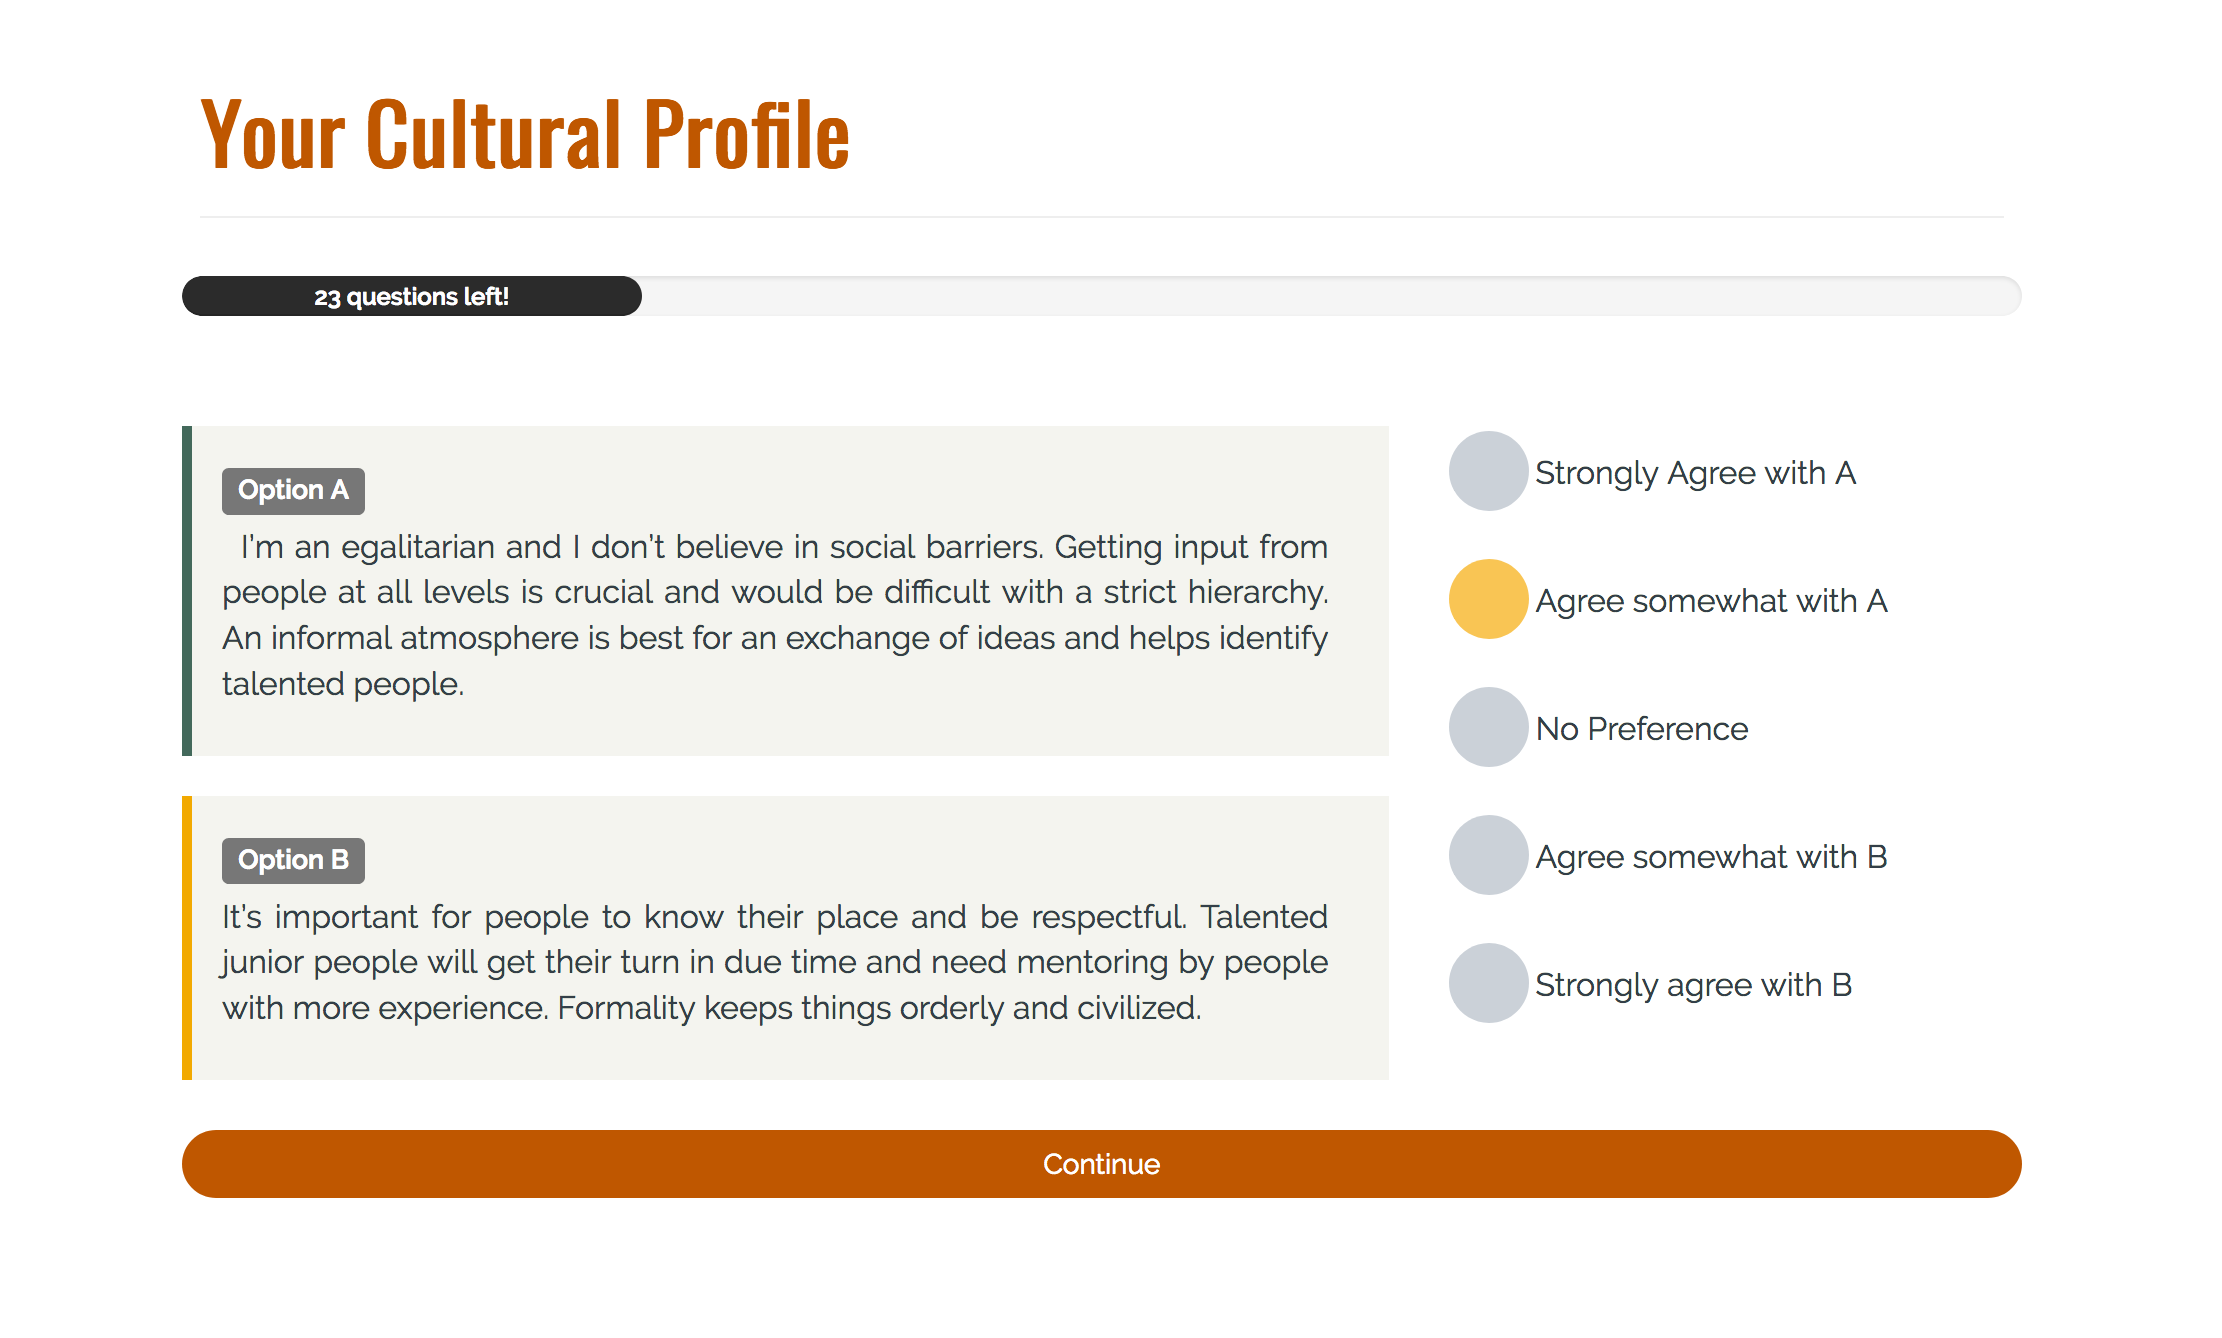 Your Cultural Profile
23 questions left!
Option A
I’m an egalitarian and I don’t believe in social barriers. Getting input from
people at all levels is crucial and would be difficult with a strict hierarchy.
An informal atmosphere is best for an exchange of ideas and helps identify
talented people.
Option B
It’s important for people to know their place and be respectful. Talented
junior people will get their turn in due time and need mentoring by people
with more experience. Formality keeps things orderly and civilized.
Strongly Agree with A
Agree somewhat with A
No Preference
Agree somewhat with B
Strongly agree with B
Continue